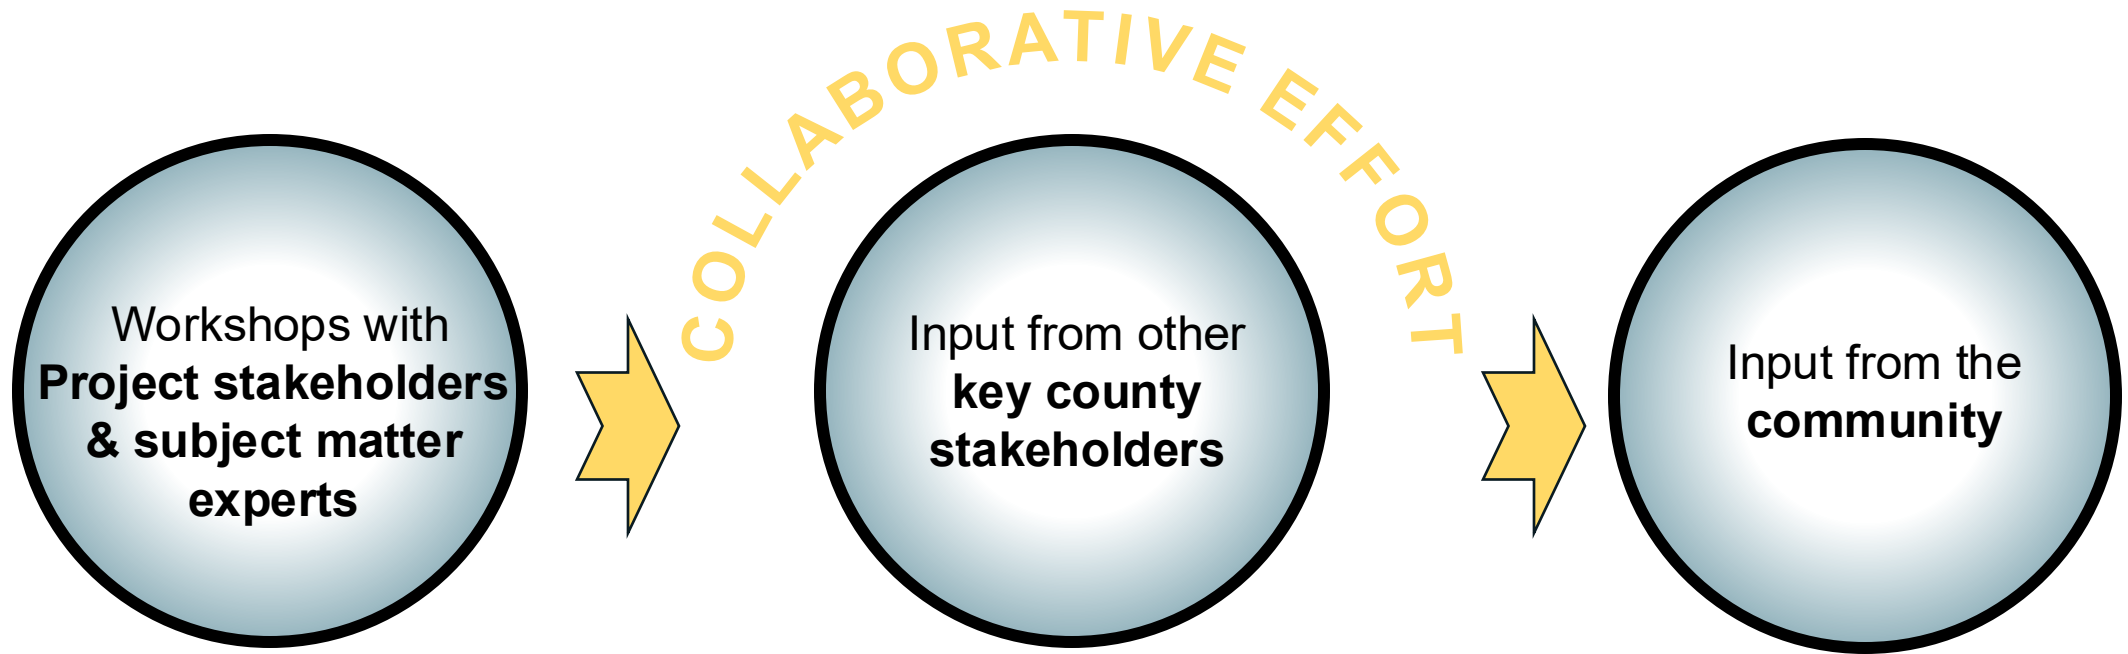 COLLABORATIVE EFFORT
Workshops with
Project stakeholders
& subject matter
experts
Input from other
key county
stakeholders
Input from the
community